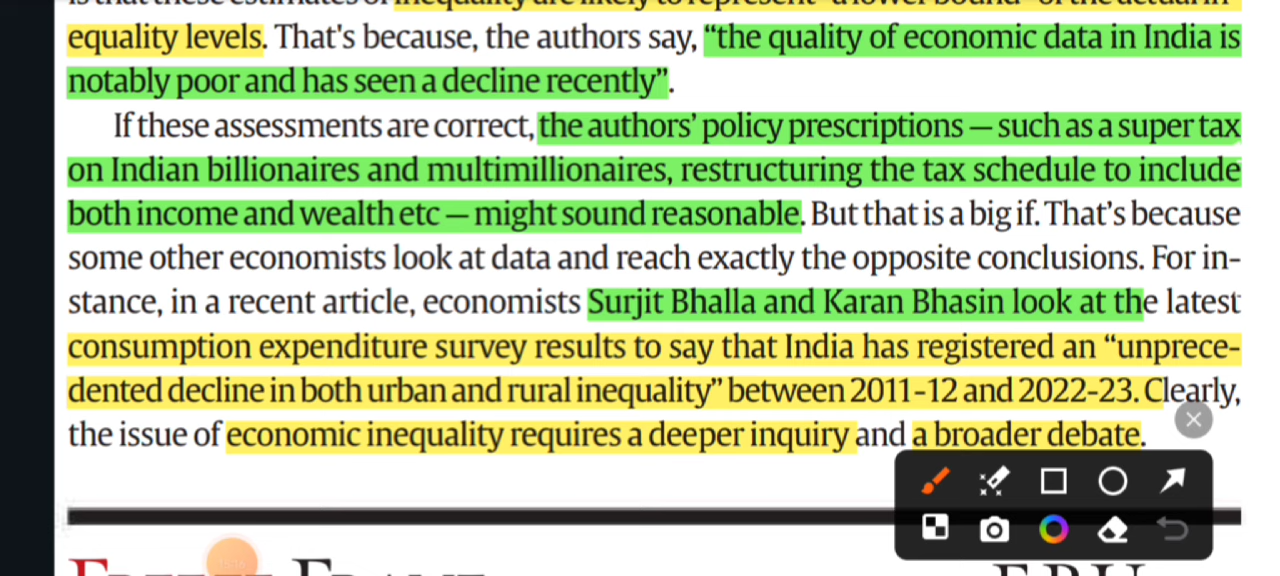 equality levels. That's because, the authors say, “the quality of economic data in India is
notably poor and has seen a decline recently”.
If these assessments are correct, the authors’ policy prescriptions — such as a super tax
on Indian billionaires and multimillionaires, restructuring the tax schedule to include
both income and wealth etc — might sound reasonable. But that is a big if. That’s because
some other economists look at data and reach exactly the opposite conclusions. For in-
stance, in a recent article, economists Surjit Bhalla and Karan Bhasin look at the latest
consumption expenditure survey results to say that India has registered an “unprece-
dented decline in both urban and rural inequality” between 2011-12 and 2022-23. Clearly,
the issue of economic inequality requires a deeper inquiry and a broader debate.